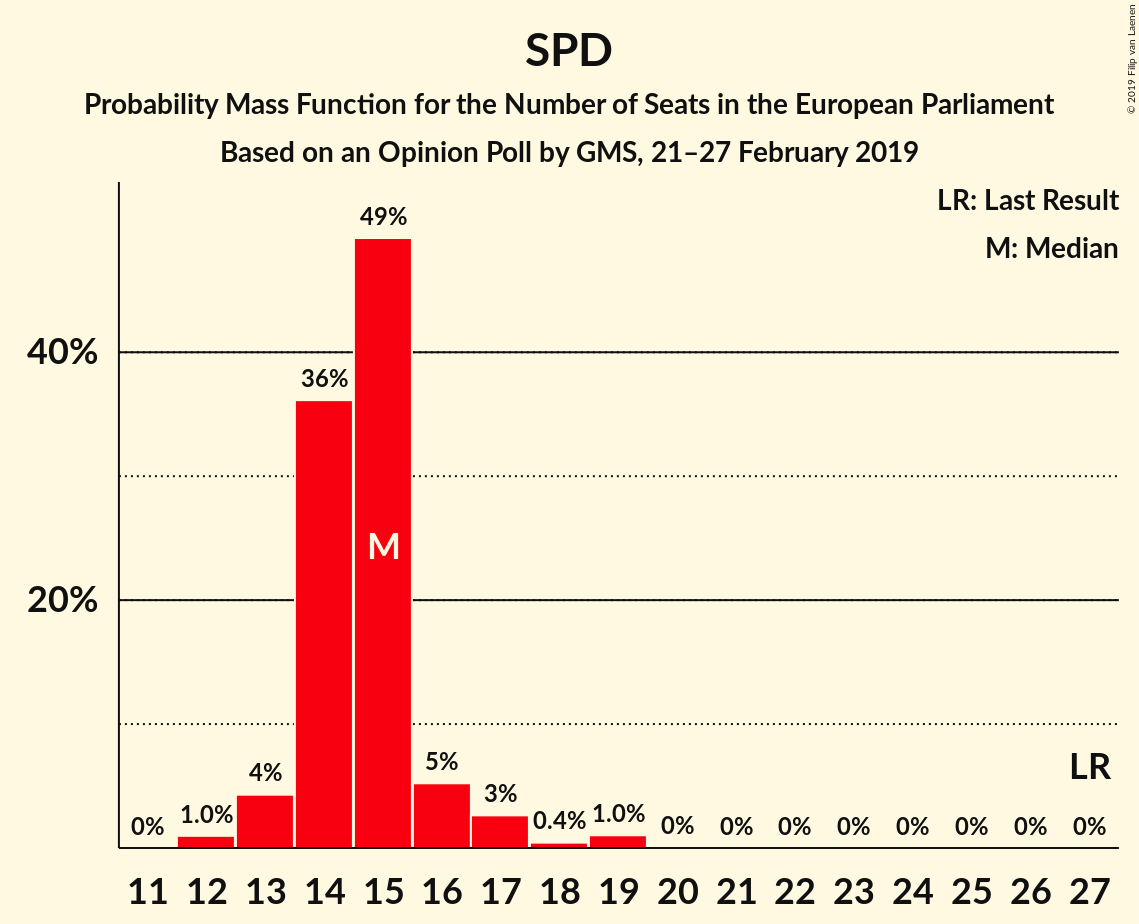 SPD
Probability Mass Function for the Number of Seats in the European Parliament
Based on an Opinion Poll by GMS, 21–27 February 2019
© 2019 Filip van Laenen
LR: Last Result
M: Median
49%
40%
36%
M
20%
LR
5%
4%
3%
0% 1.0% 0.4% 1.0% 0% 0% 0% 0% 0% 0% 0% 0%
11 12 13 14 15 16 17 18 19 20 21 22 23 24 25 26 27